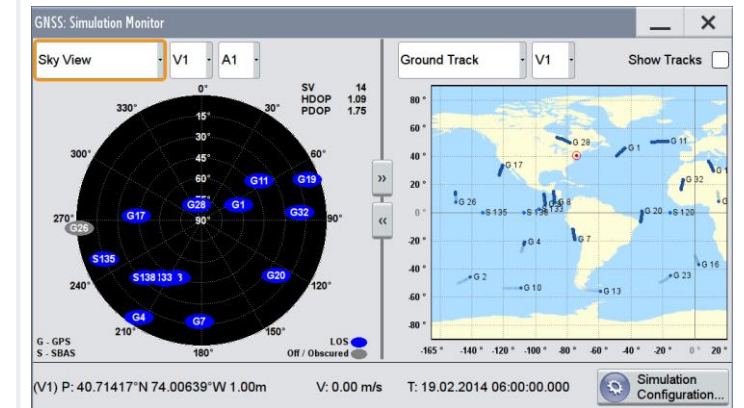 GNSS: Simulation Monitor
Sky View V1 A1
Ground Track V1 Show Tracks
SV 14
HDOP 1.09
PDOP 1.75
0°
330° 30°
15°
30°
300° 45° 60°
60°
G11 G19
G28 G1 G32
G17
270° 90° 90°
G26
S135
S138 133
240° G20 120°
G4 G7
210° 150°
180°
G - GPS
S - SBAS
LOS
Off / Obscured
»
«
80 °
60 °
40 °
20 °
0 °
-20 °
-40 °
-60 °
-80 °
G 28 G 1 G 11
G 17 G 32
G 26 S 135 G 20 S 120
G 4 G 7
G 2 G 10 G 13 G 23 G 16
-165 ° -140 ° -120 ° -100 ° -80 ° -60 ° -40 ° -20 ° 0 ° 20 °
(V1) P: 40.71417°N 74.00639°W 1.00m V: 0.00 m/s T: 19.02.2014 06:00:00.000
Simulation
Configuration...